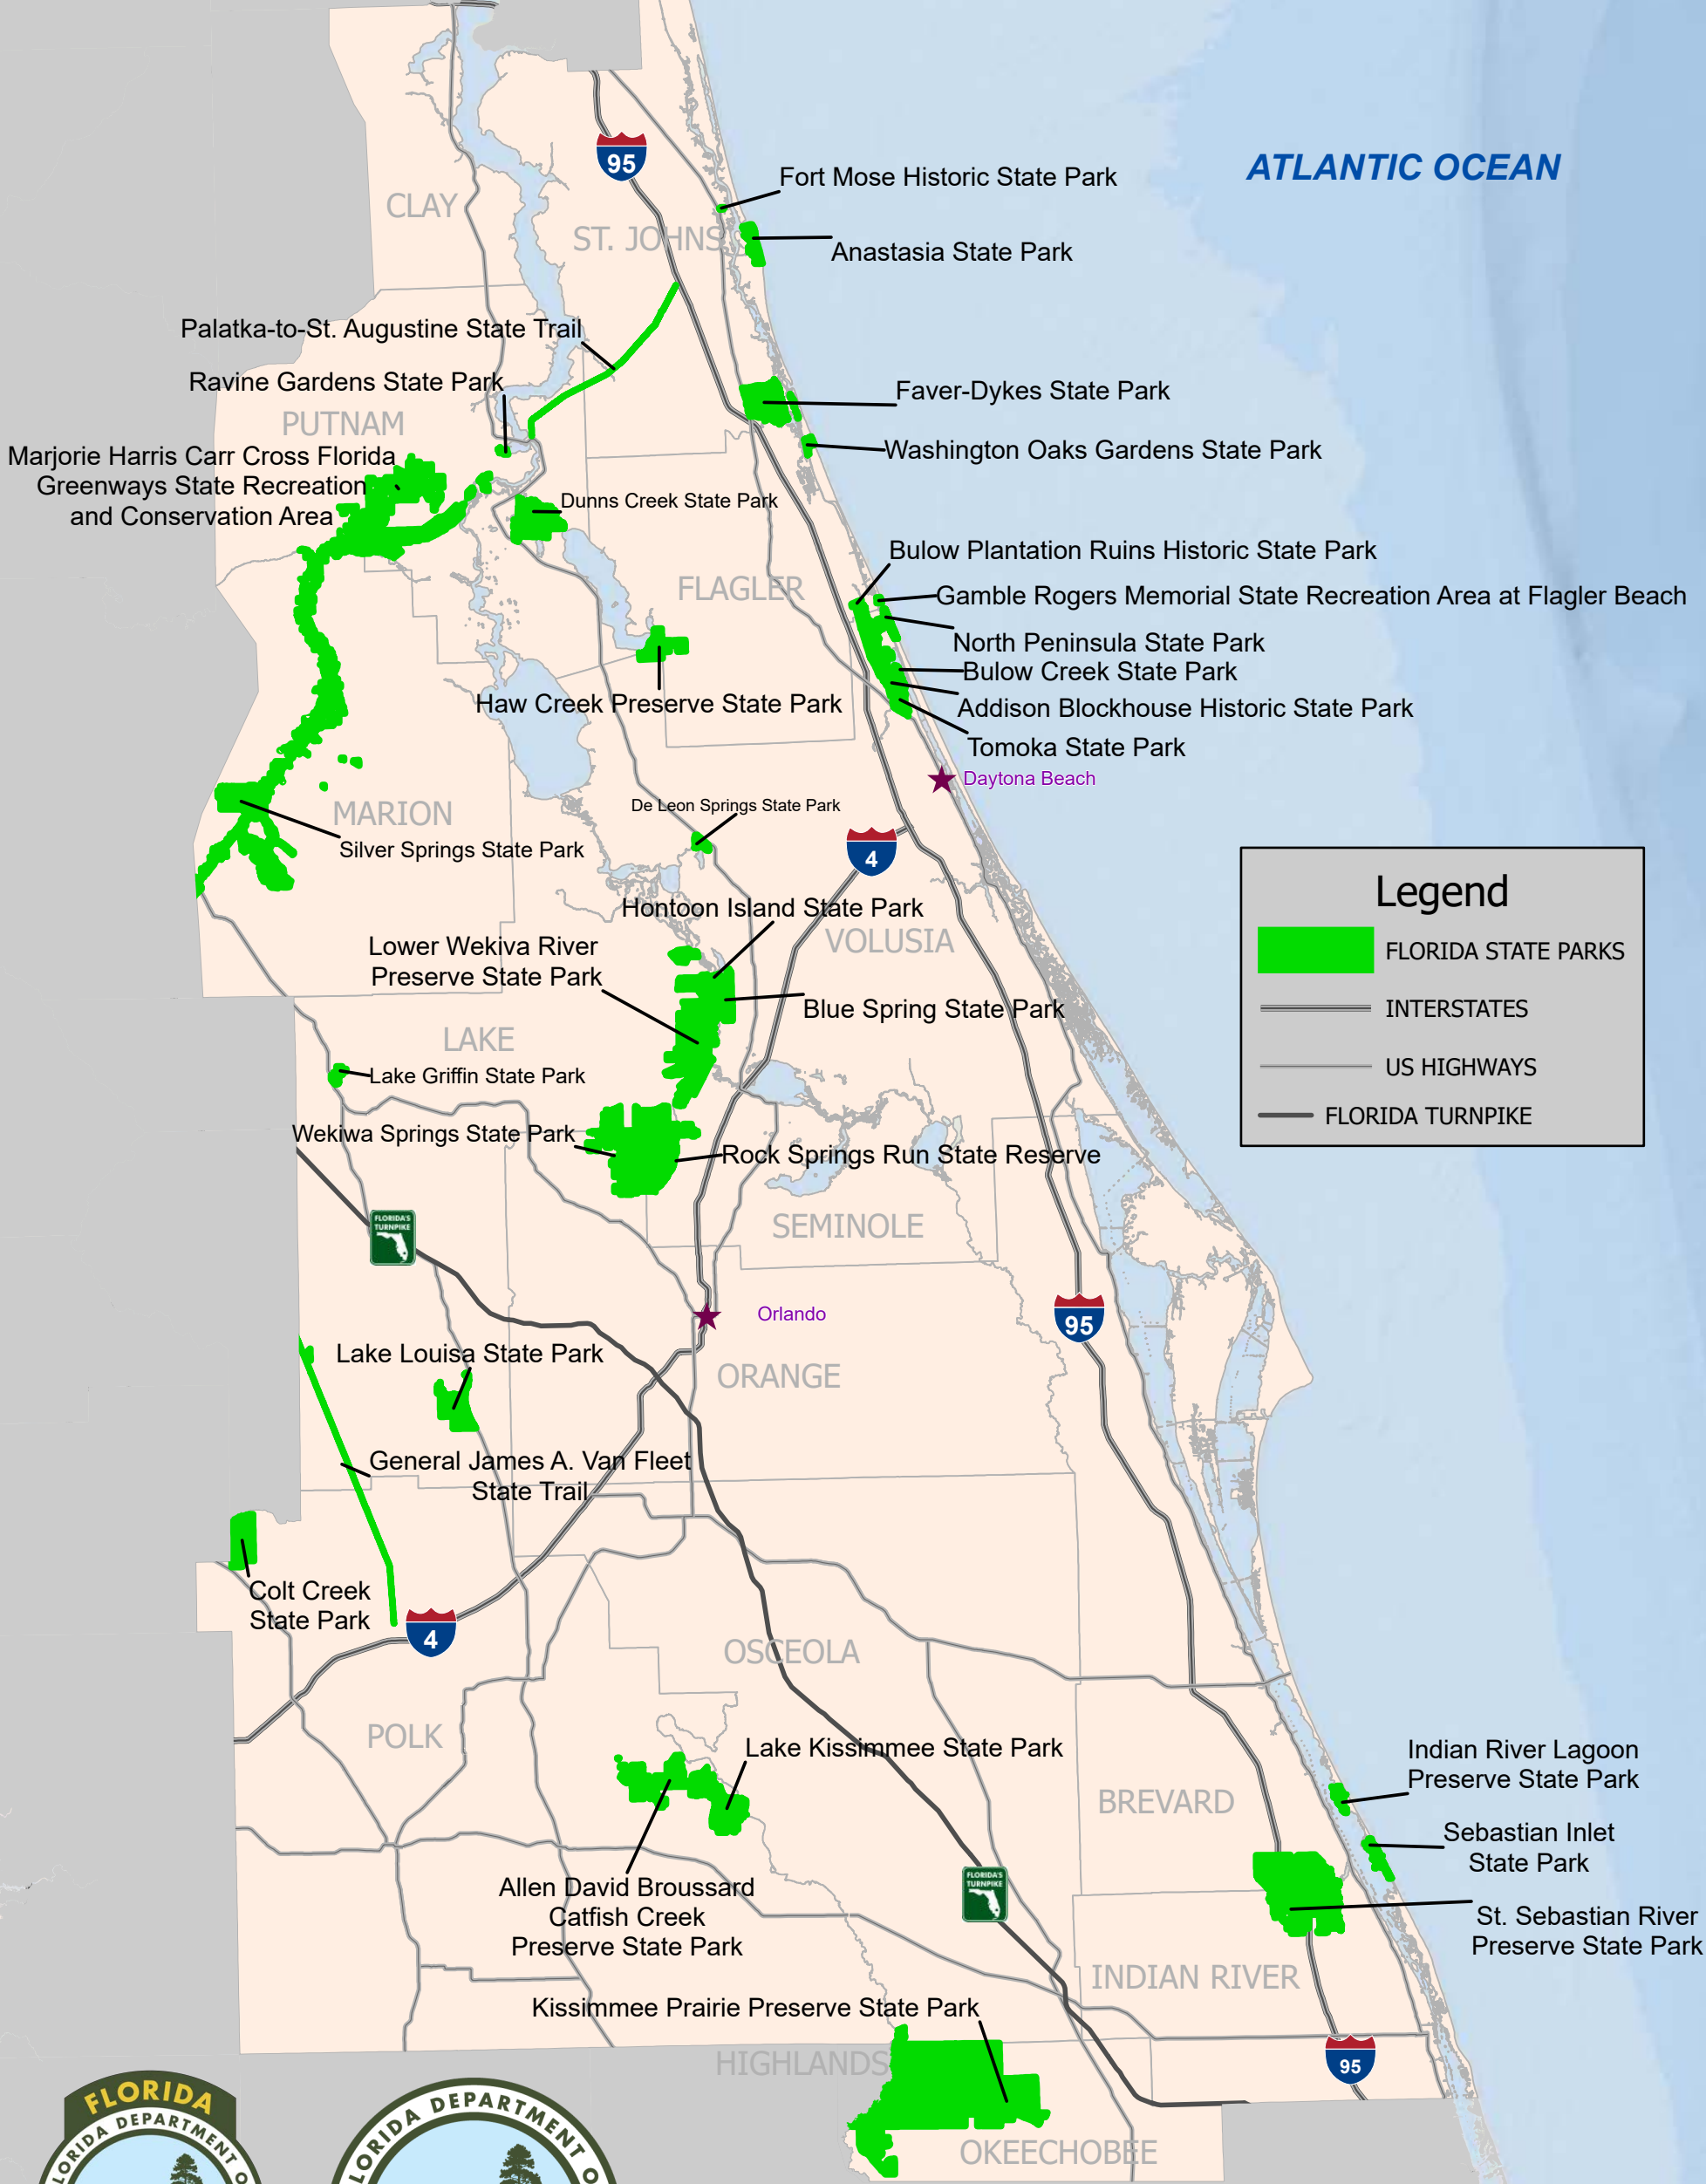 ATLANTIC OCEAN
95
CLAY
Fort Mose Historic State Park
ST. JOHNS
Anastasia State Park
Palatka-to-St. Augustine State Trail
Ravine Gardens State Park
Faver-Dykes State Park
PUTNAM
Washington Oaks Gardens State Park
Marjorie Harris Carr Cross Florida
Greenways State Recreation
and Conservation Area
Dunns Creek State Park
Bulow Plantation Ruins Historic State Park
FLAGLER
Gamble Rogers Memorial State Recreation Area at Flagler Beach
North Peninsula State Park
Bulow Creek State Park
Haw Creek Preserve State Park
Addison Blockhouse Historic State Park
Tomoka State Park
Daytona Beach
De Leon Springs State Park
MARION
Silver Springs State Park
4
Legend
FLORIDA STATE PARKS
INTERSTATES
US HIGHWAYS
FLORIDA TURNPIKE
Hontoon Island State Park
VOLUSIA
Lower Wekiva River
Preserve State Park
Blue Spring State Park
LAKE
Lake Griffin State Park
Wekiwa Springs State Park
Rock Springs Run State Reserve
FLORIDA'S
TURNPIKE
SEMINOLE
Orlando
95
Lake Louisa State Park
ORANGE
General James A. Van Fleet
State Trail
Colt Creek
State Park
4
OSCEOLA
POLK
Lake Kissimmee State Park
Indian River Lagoon
Preserve State Park
BREVARD
Sebastian Inlet
State Park
Allen David Broussard
Catfish Creek
Preserve State Park
FLORIDA'S
TURNPIKE
St. Sebastian River
Preserve State Park
INDIAN RIVER
Kissimmee Prairie Preserve State Park
HIGHLANDS
95
OKEECHOBEE
FLORIDA
FLORIDA DEPARTMENT O
LORIDA DEPARTMENT O